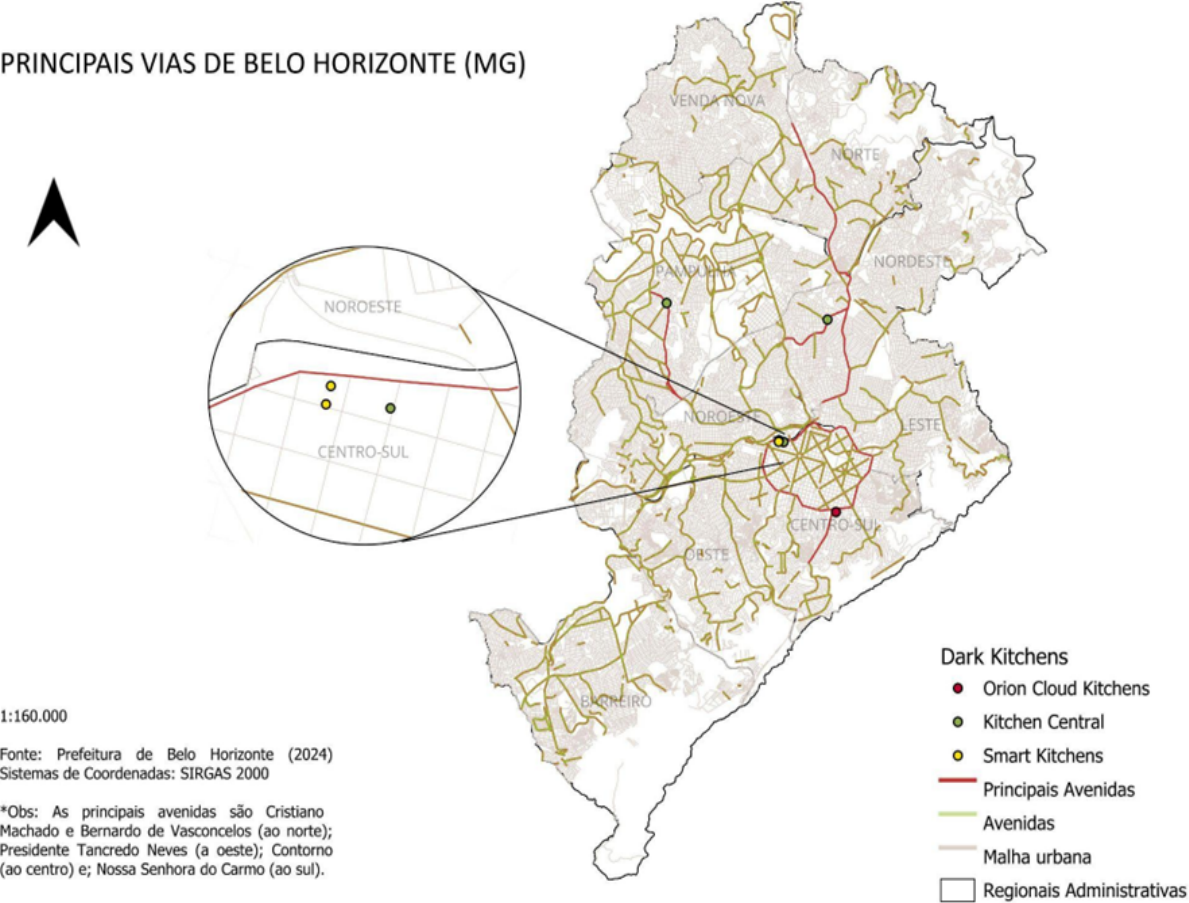 PRINCIPAIS VIAS DE BELO HORIZONTE (MG)
VENDA NOVA
NORTE
NORDESTE
PAMPULHA
NOROESTE
CENTRO-SUL
NOROESTE
LESTE
CENTRO-SUL
OESTE
BARREIRO
Dark Kitchens
Orion Cloud Kitchens
Kitchen Central
Smart Kitchens
Principais Avenidas
Avenidas
Malha urbana
Regionais Administrativas
1:160.000
Fonte: Prefeitura de Belo Horizonte (2024)
Sistemas de Coordenadas: SIRGAS 2000
*Obs: As principais avenidas são Cristiano
Machado e Bernardo de Vasconcelos (ao norte);
Presidente Tancredo Neves (a oeste); Contorno
(ao centro) e; Nossa Senhora do Carmo (ao sul).